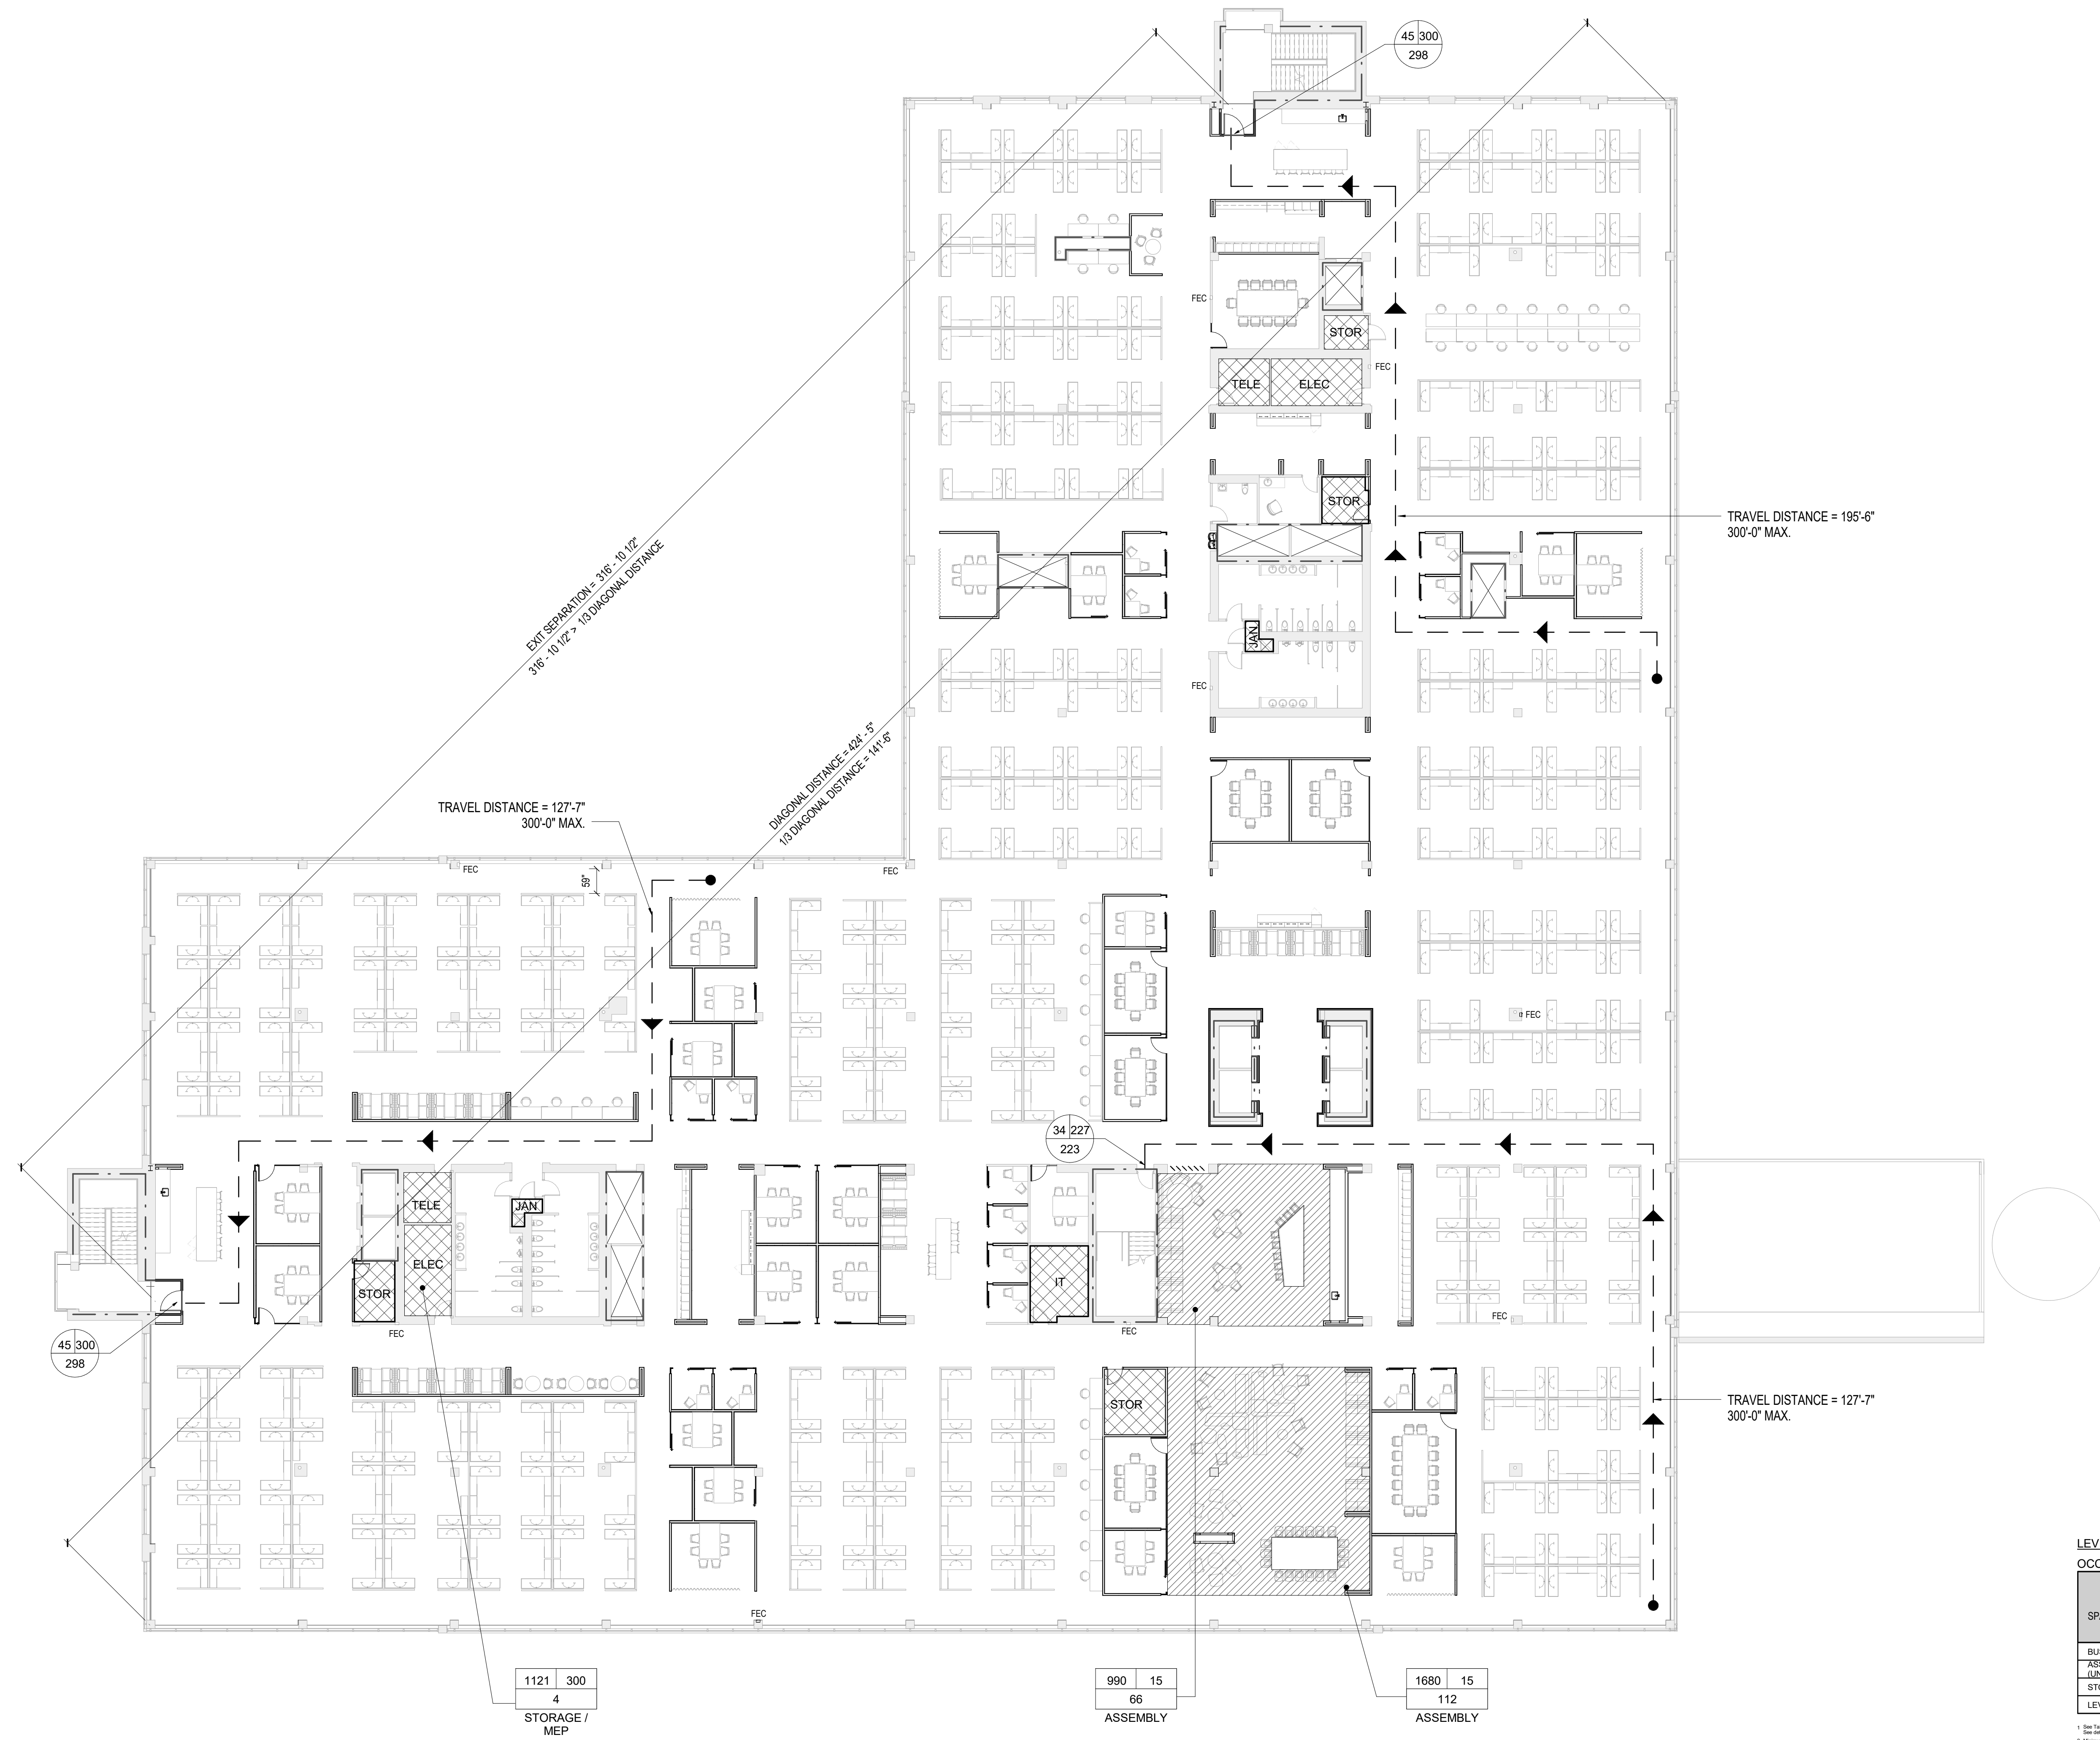 45 300
298
FEC
STOR
FEC
TELE
ELEC
STOR
TRAVEL DISTANCE = 195'-6"
300'-0" MAX.
EXIT SEPARATION = 316' - 10 1/2"
316' - 10 1/2" > 1/3 DIAGONAL DISTANCE
JAN
FEC
DIAGONAL DISTANCE = 424' - 5"
1/3 DIAGONAL DISTANCE = 141'-6"
TRAVEL DISTANCE = 127'-7"
300'-0" MAX.
FEC
59"
FEC
FEC
34 227
223
TELE
JAN
ELEC
STOR
IT
FEC
FEC
FEC
45 300
298
STOR
TRAVEL DISTANCE = 127'-7"
300'-0" MAX.
FEC
1121 300
4
STORAGE /
MEP
990 15
66
ASSEMBLY
1680 15
112
ASSEMBLY